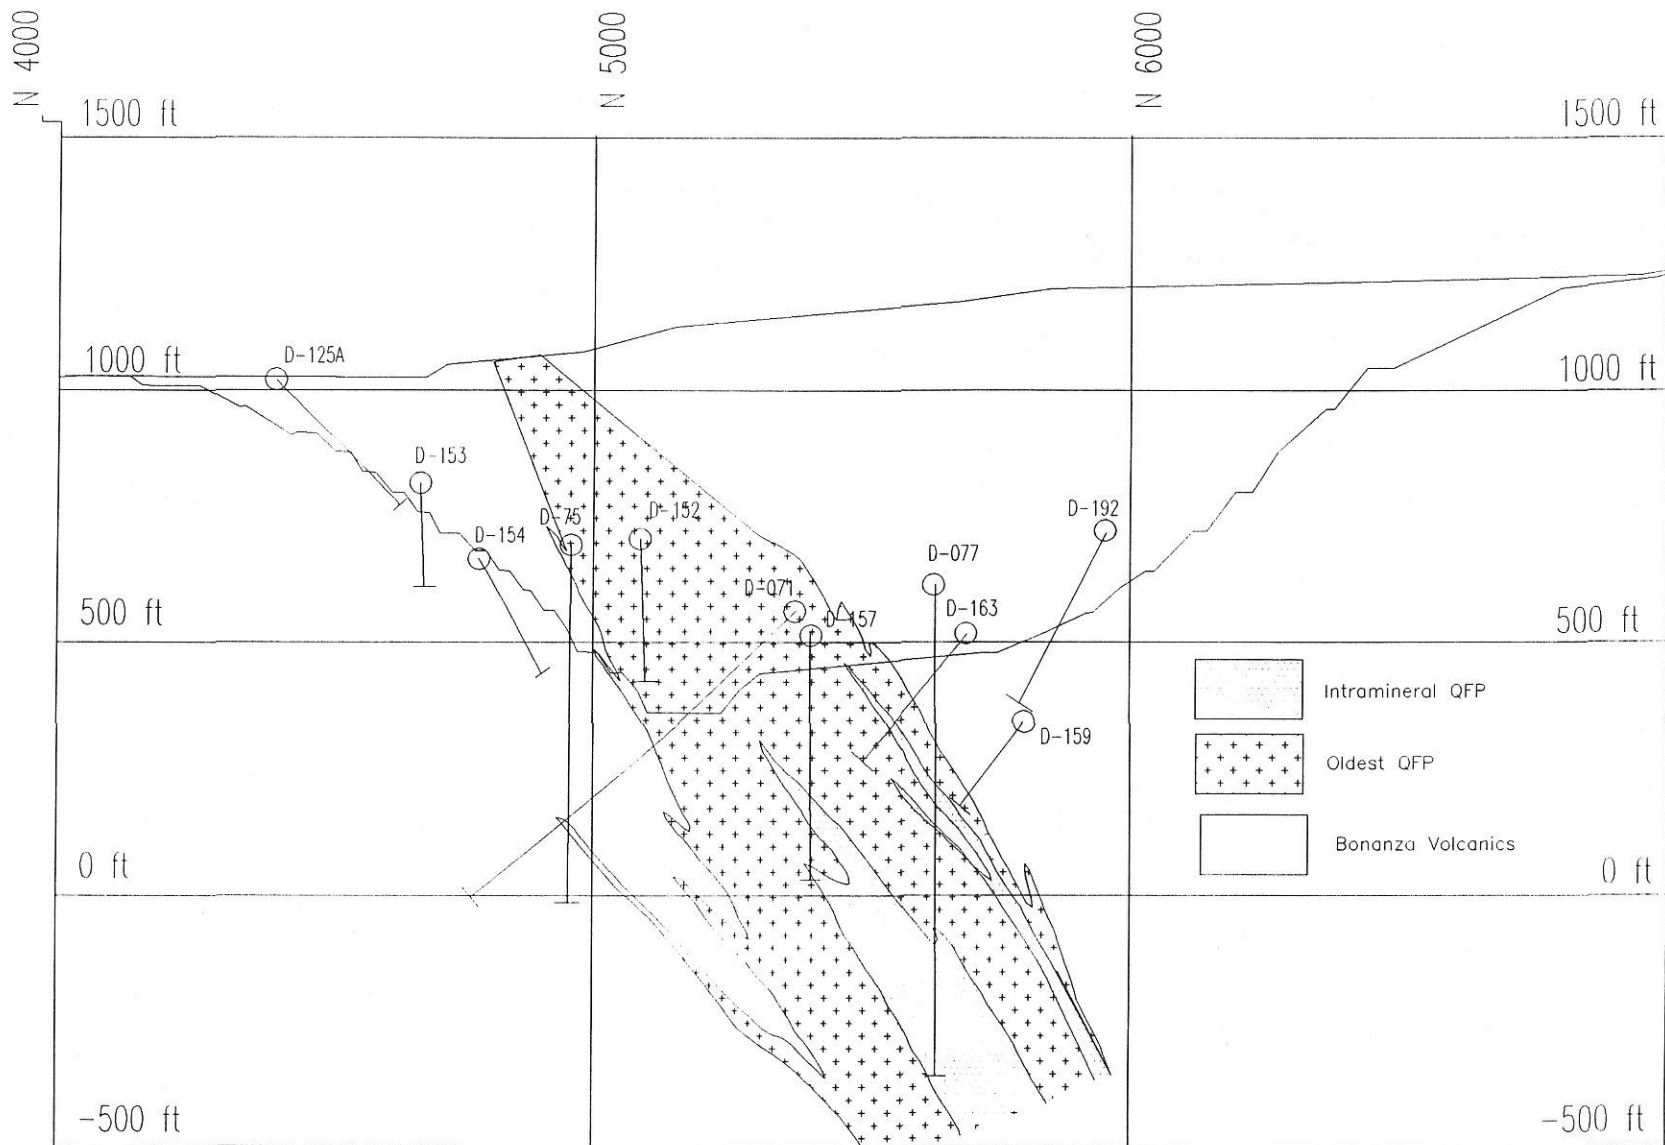 N 4000
N 5000
N 6000
1500 ft
1500 ft
1000 ft
D-125A
1000 ft
D-153
D-75
D-152
D-192
D-154
D-077
D-071
D-157
D-163
500 ft
500 ft
Intramineral QFP
D-159
Oldest QFP
Bonanza Volcanics
0 ft
0 ft
-500 ft
-500 ft